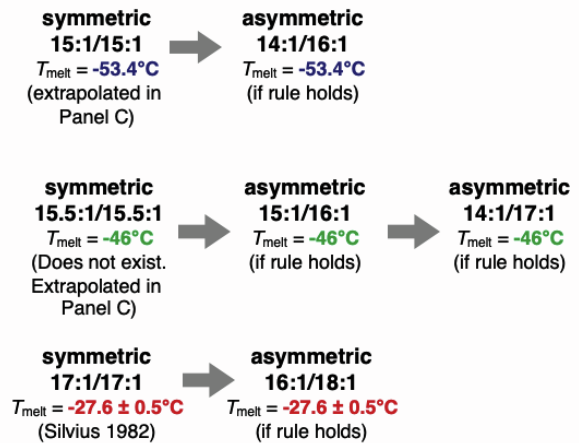 symmetric
15:1/15:1
Tmelt = -53.4°C
(extrapolated in
Panel C)
asymmetric
14:1/16:1
Tmelt = -53.4°C
(if rule holds)
symmetric
15.5:1/15.5:1
Tmelt = -46°C
(Does not exist.
Extrapolated in
Panel C)
asymmetric
15:1/16:1
Tmelt = -46°C
(if rule holds)
asymmetric
14:1/17:1
Tmelt = -46°C
(if rule holds)
symmetric
17:1/17:1
Tmelt = -27.6 ± 0.5°C
(Silvius 1982)
asymmetric
16:1/18:1
Tmelt = -27.6 ± 0.5°C
(if rule holds)